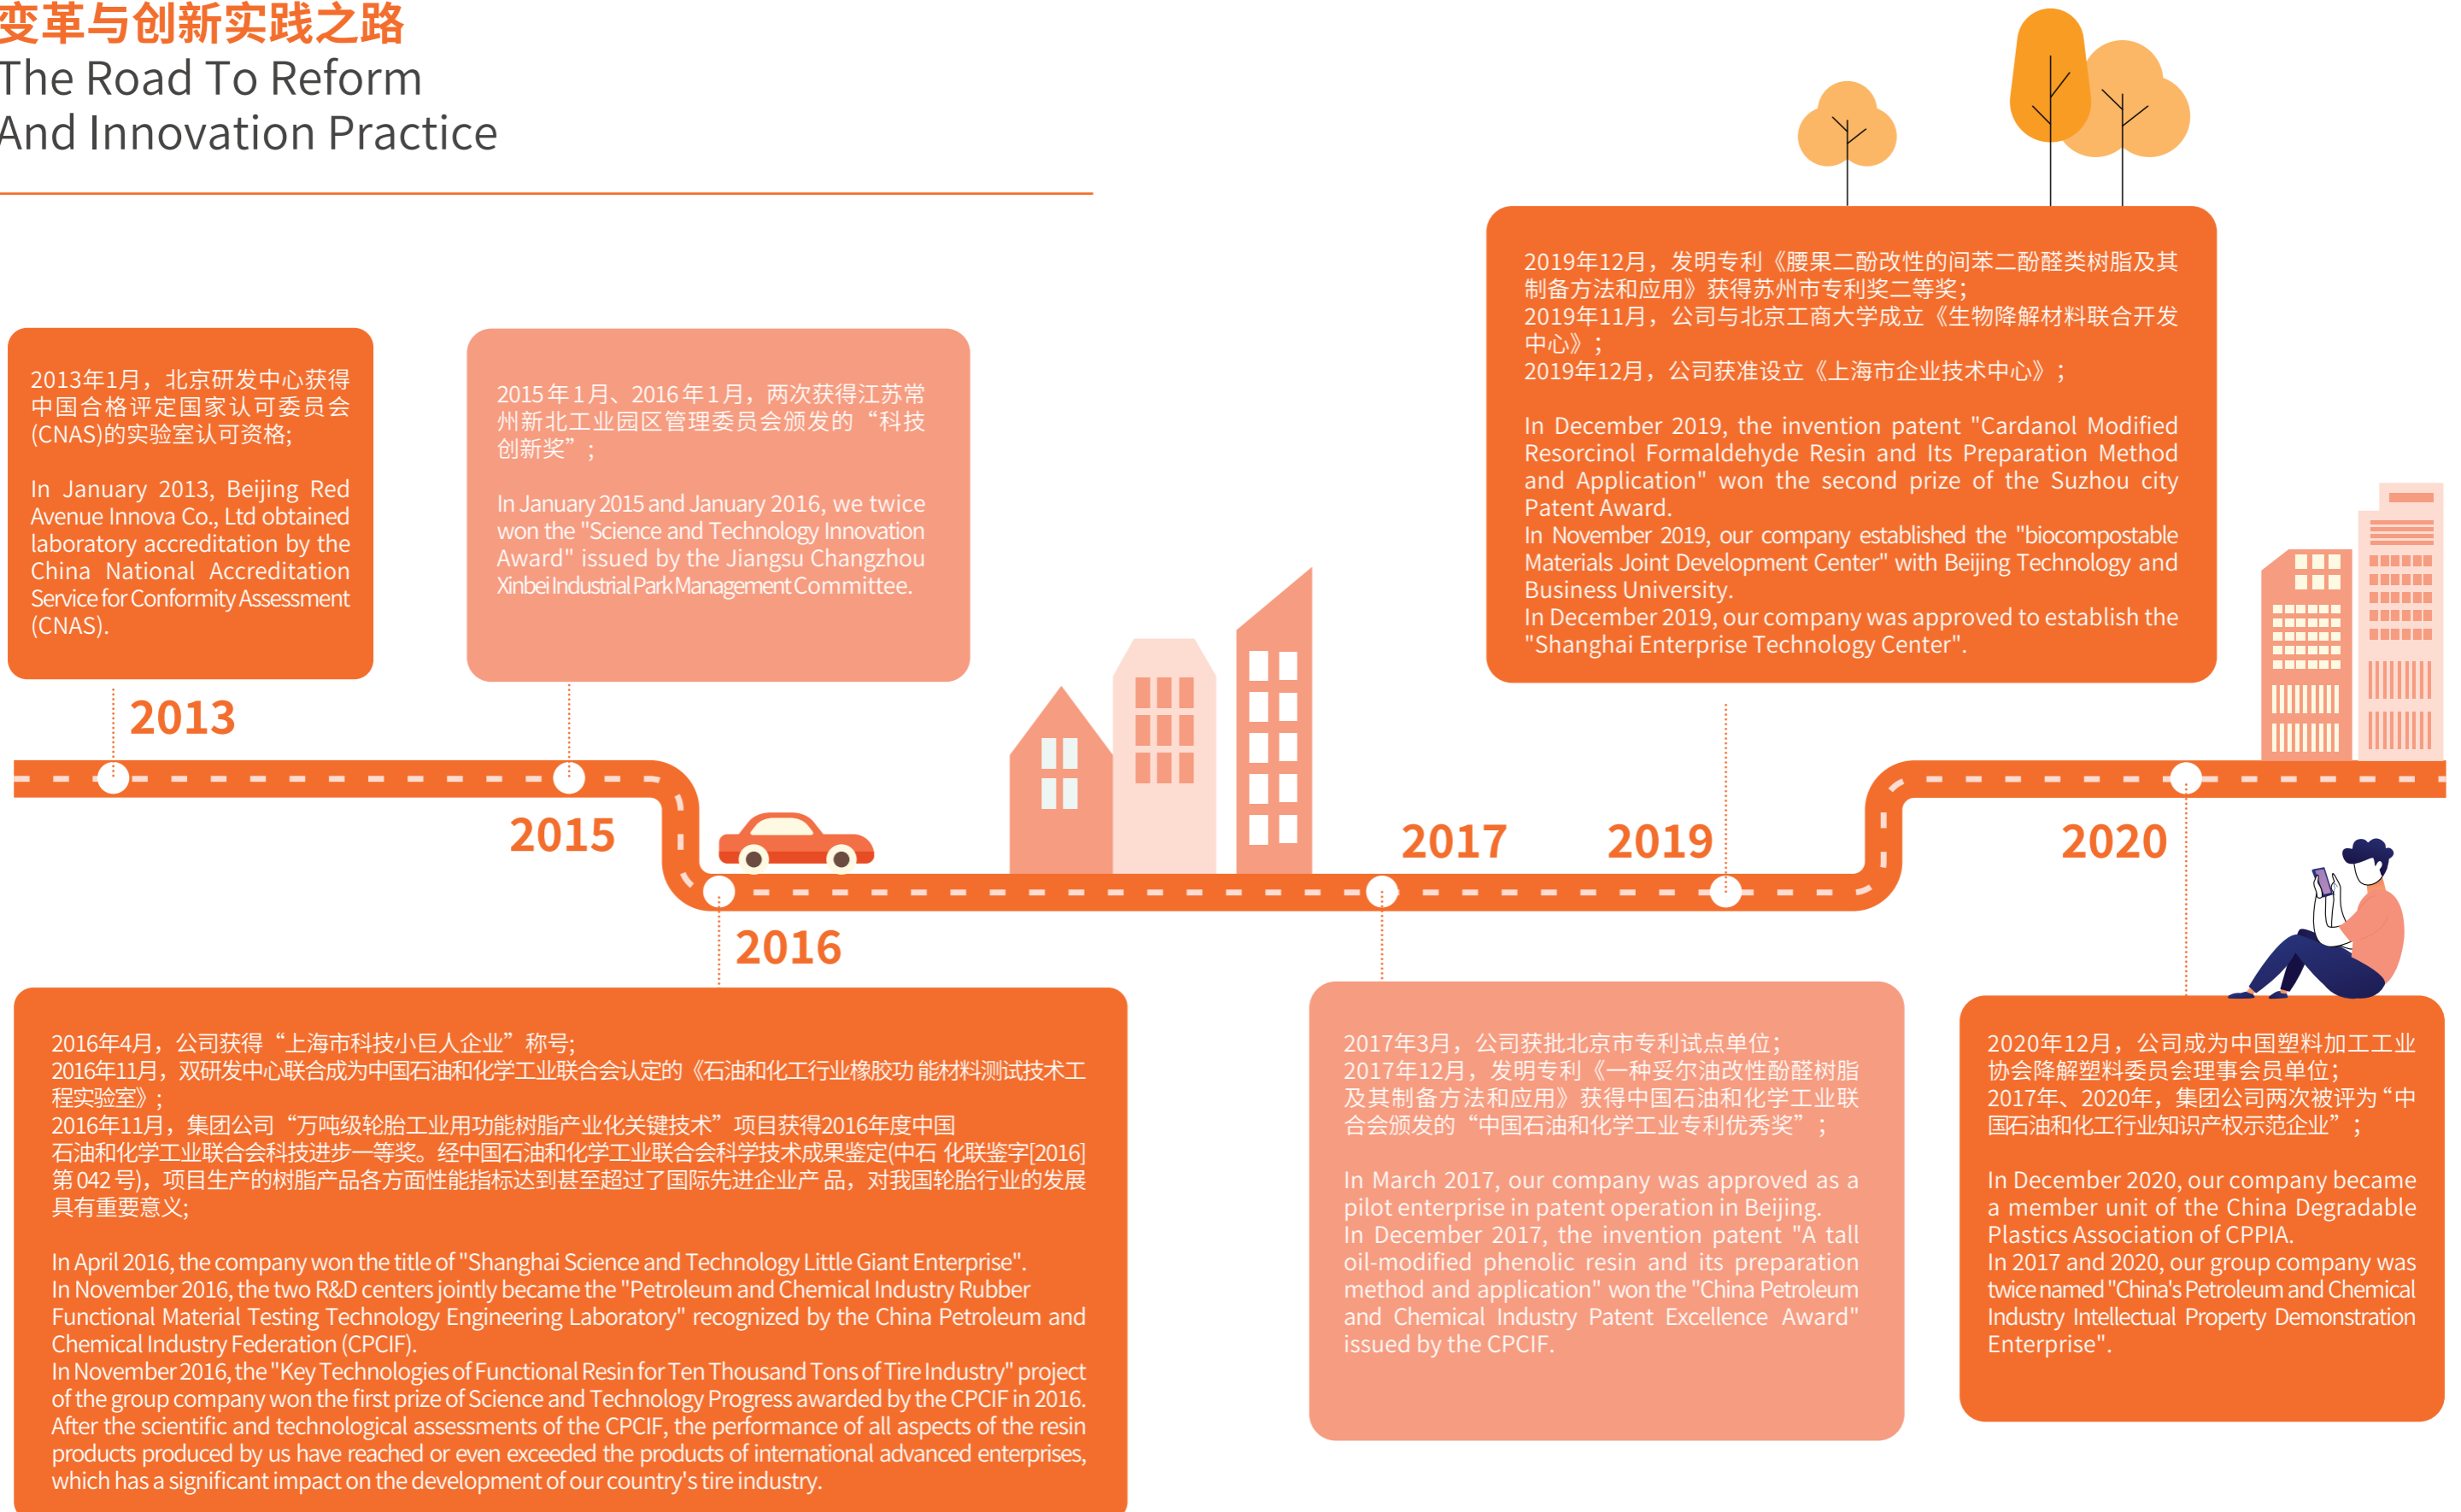 变革与创新实践之路
The Road To Reform
And Innovation Practice
2013年1月，北京研发中心获得
中国合格评定国家认可委员会
(CNAS)的实验室认可资格;
In January 2013, Beijing Red
Avenue Innova Co., Ltd obtained
laboratory accreditation by the
China National Accreditation
Service for Conformity Assessment
(CNAS).
2013
2015年1月、2016年1月，两次获得江苏常
州新北工业园区管理委员会颁发的“科技
创新奖”；
In January 2015 and January 2016, we twice
won the "Science and Technology Innovation
Award" issued by the Jiangsu Changzhou
Xinbei Industrial Park Management Committee.
2015
2016
2016年4月，公司获得“上海市科技小巨人企业”称号;
2016年11月，双研发中心联合成为中国石油和化学工业联合会认定的《石油和化工行业橡胶功 能材料测试技术工
程实验室》;
2016年11月，集团公司“万吨级轮胎工业用功能树脂产业化关键技术”项目获得2016年度中国
石油和化学工业联合会科技进步一等奖。经中国石油和化学工业联合会科学技术成果鉴定(中石 化联鉴字[2016]
第 042 号)，项目生产的树脂产品各方面性能指标达到甚至超过了国际先进企业产 品，对我国轮胎行业的发展
具有重要意义;
In April 2016, the company won the title of "Shanghai Science and Technology Little Giant Enterprise".
In November 2016, the two R&D centers jointly became the "Petroleum and Chemical Industry Rubber
Functional Material Testing Technology Engineering Laboratory" recognized by the China Petroleum and
Chemical Industry Federation (CPCIF).
In November 2016, the "Key Technologies of Functional Resin for Ten Thousand Tons of Tire Industry" project
of the group company won the first prize of Science and Technology Progress awarded by the CPCIF in 2016.
After the scientific and technological assessments of the CPCIF, the performance of all aspects of the resin
products produced by us have reached or even exceeded the products of international advanced enterprises,
which has a significant impact on the development of our country's tire industry.
2017
2017年3月，公司获批北京市专利试点单位；
2017年12月，发明专利《一种妥尔油改性酚醛树脂
及其制备方法和应用》获得中国石油和化学工业联
合会颁发的“中国石油和化学工业专利优秀奖”；
In March 2017, our company was approved as a
pilot enterprise in patent operation in Beijing.
In December 2017, the invention patent "A tall
oil-modified phenolic resin and its preparation
method and application" won the "China Petroleum
and Chemical Industry Patent Excellence Award"
issued by the CPCIF.
2019年12月，发明专利《腰果二酚改性的间苯二酚醛类树脂及其
制备方法和应用》获得苏州市专利奖二等奖；
2019年11月，公司与北京工商大学成立《生物降解材料联合开发
中心》；
2019年12月，公司获准设立《上海市企业技术中心》；
In December 2019, the invention patent "Cardanol Modified
Resorcinol Formaldehyde Resin and Its Preparation Method
and Application" won the second prize of the Suzhou city
Patent Award.
In November 2019, our company established the "biocompostable
Materials Joint Development Center" with Beijing Technology and
Business University.
In December 2019, our company was approved to establish the
"Shanghai Enterprise Technology Center".
2019
2020
2020年12月，公司成为中国塑料加工工业
协会降解塑料委员会理事会员单位；
2017年、2020年，集团公司两次被评为“中
国石油和化工行业知识产权示范企业”；
In December 2020, our company became
a member unit of the China Degradable
Plastics Association of CPPIA.
In 2017 and 2020, our group company was
twice named "China's Petroleum and Chemical
Industry Intellectual Property Demonstration
Enterprise".